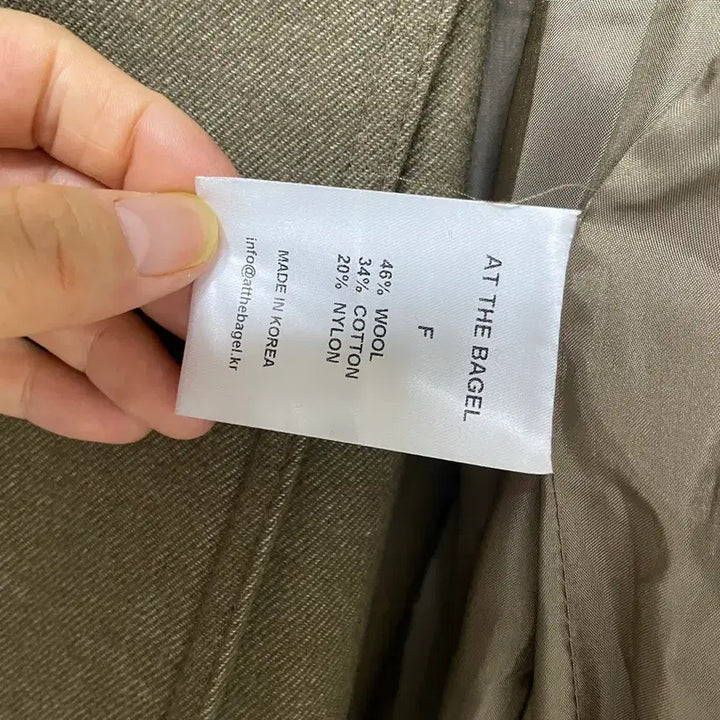 AT THE BAGEL
F
46% WOOL
34% COTTON
20% NYLON
MADE IN KOREA
info@atthebagel.kr